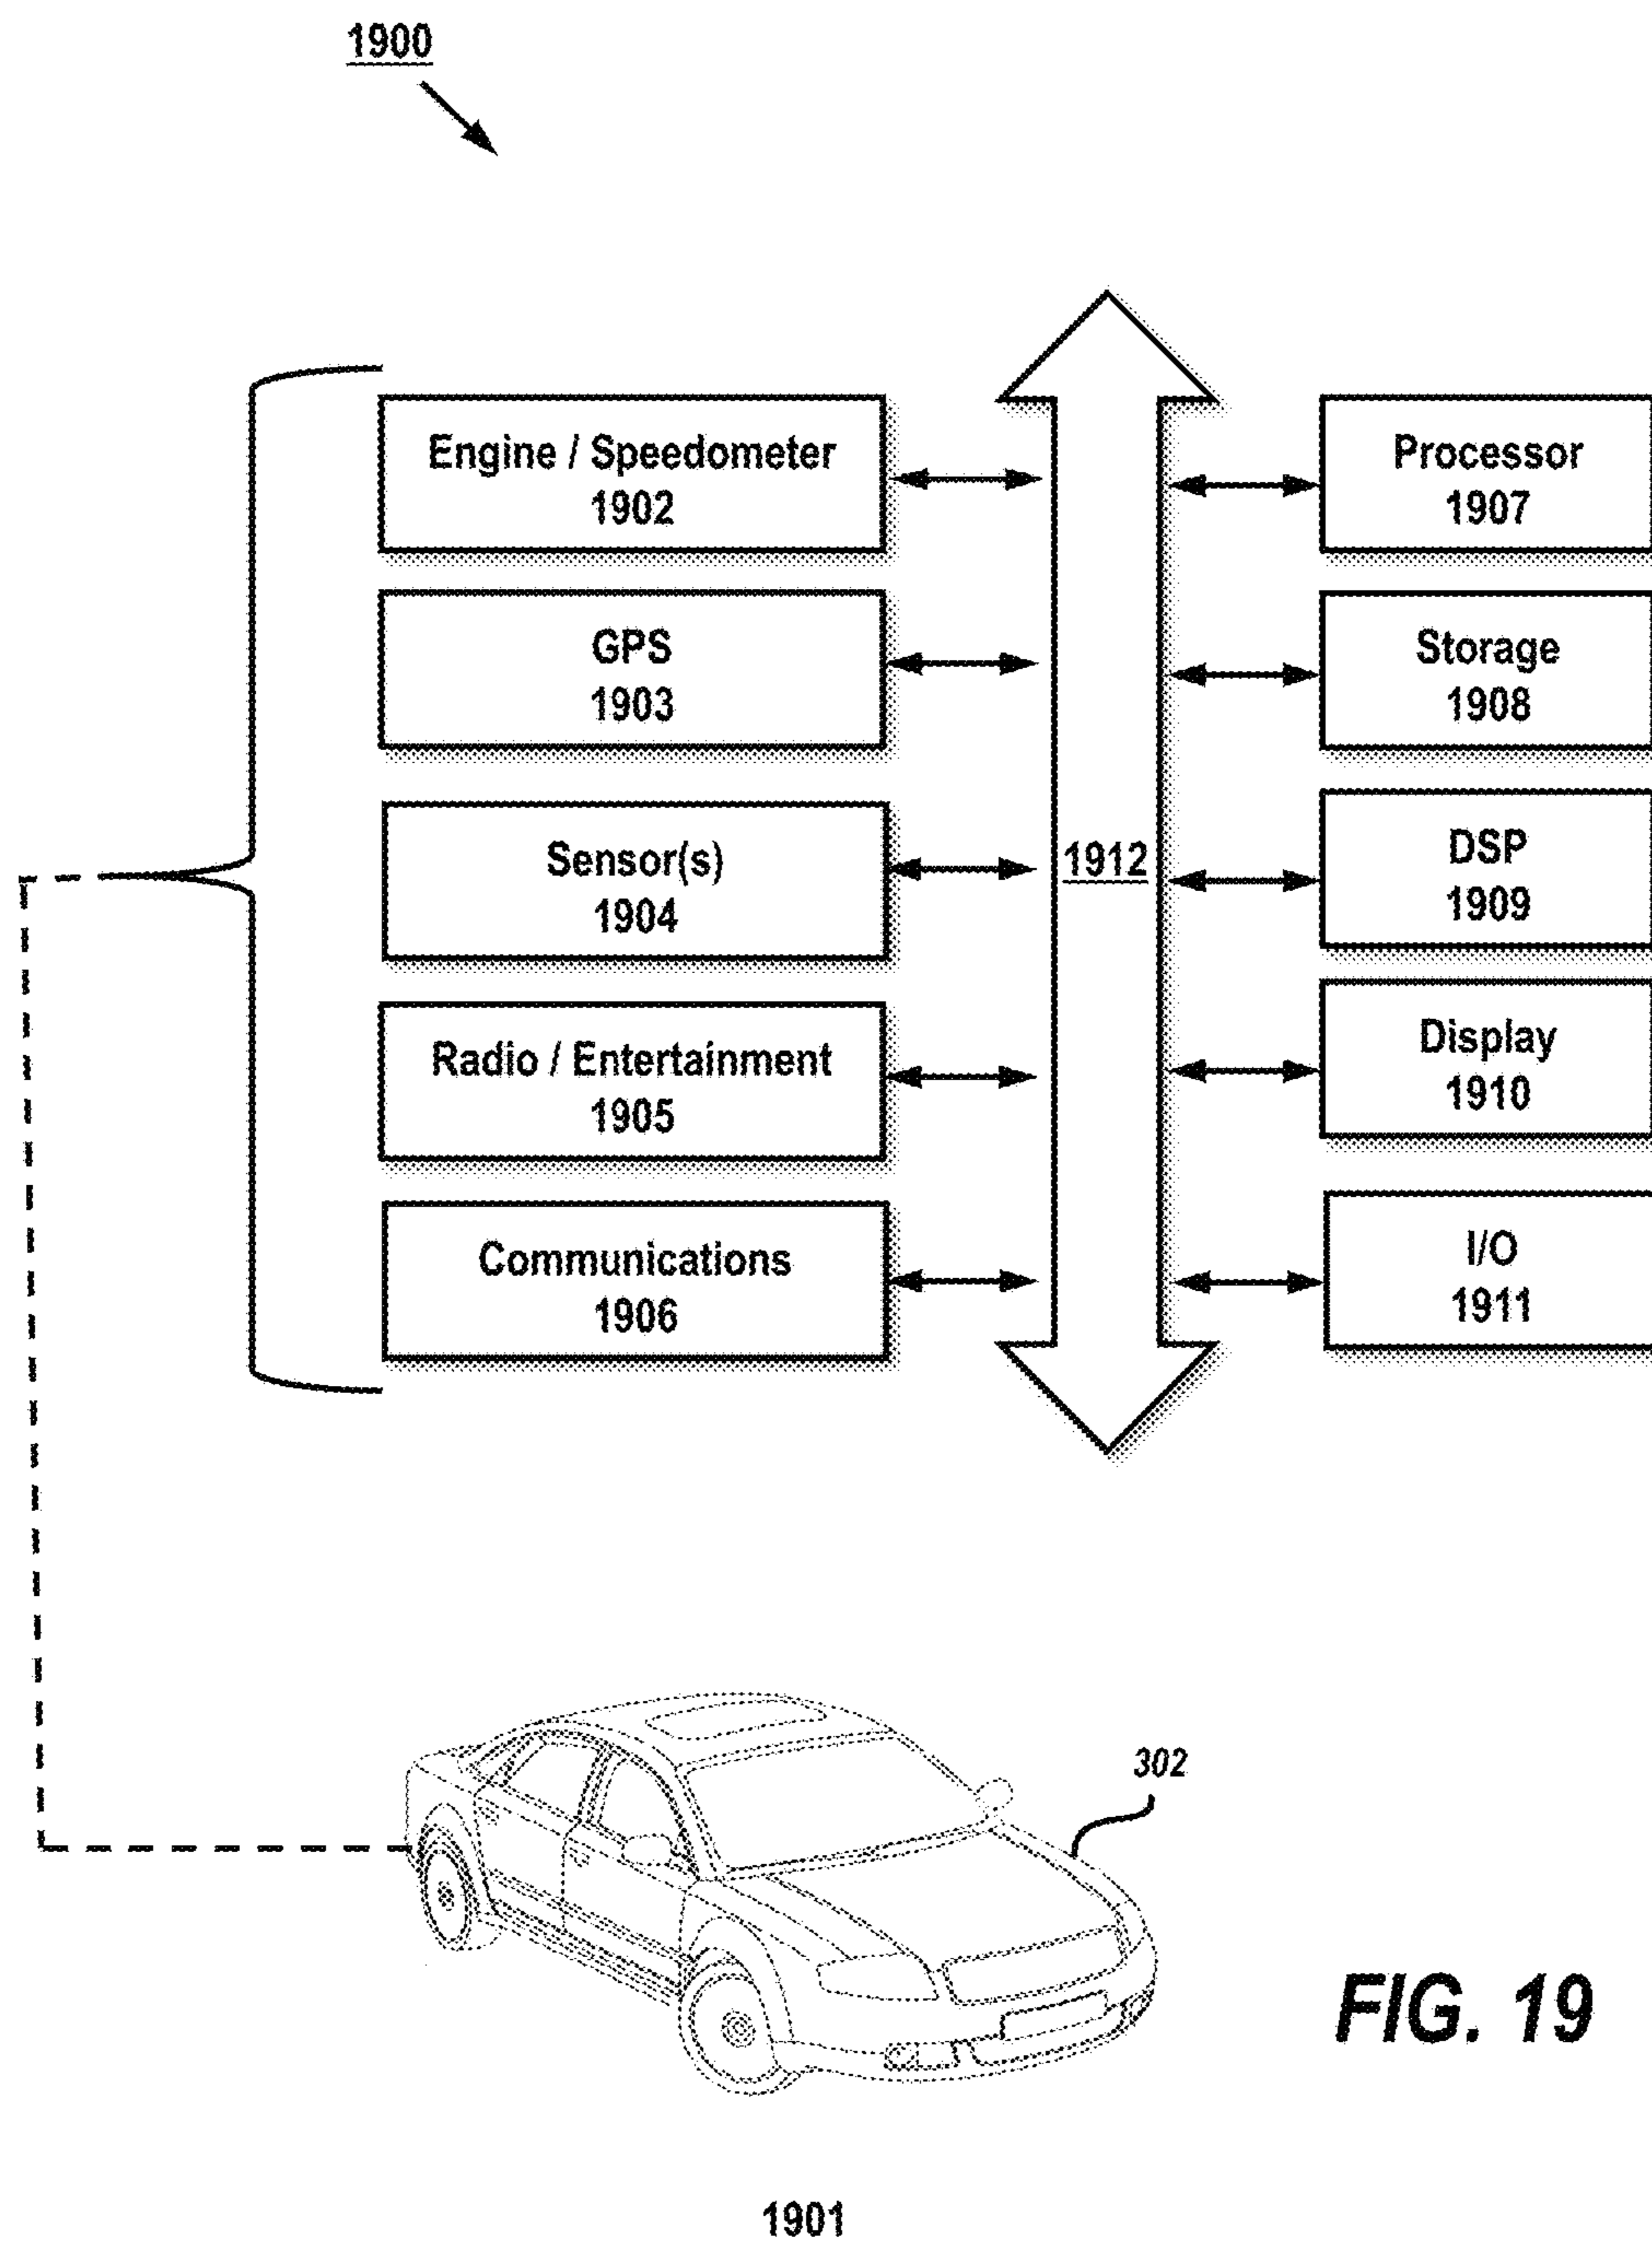 1900
Engine / Speedometer
1902
GPS
1903
Sensor(s)
1904
Radio / Entertainment
1905
Communications
1906
1912
Processor
1907
Storage
1908
DSP
1909
Display
1910
I/O
1911
302
FIG. 19
1901